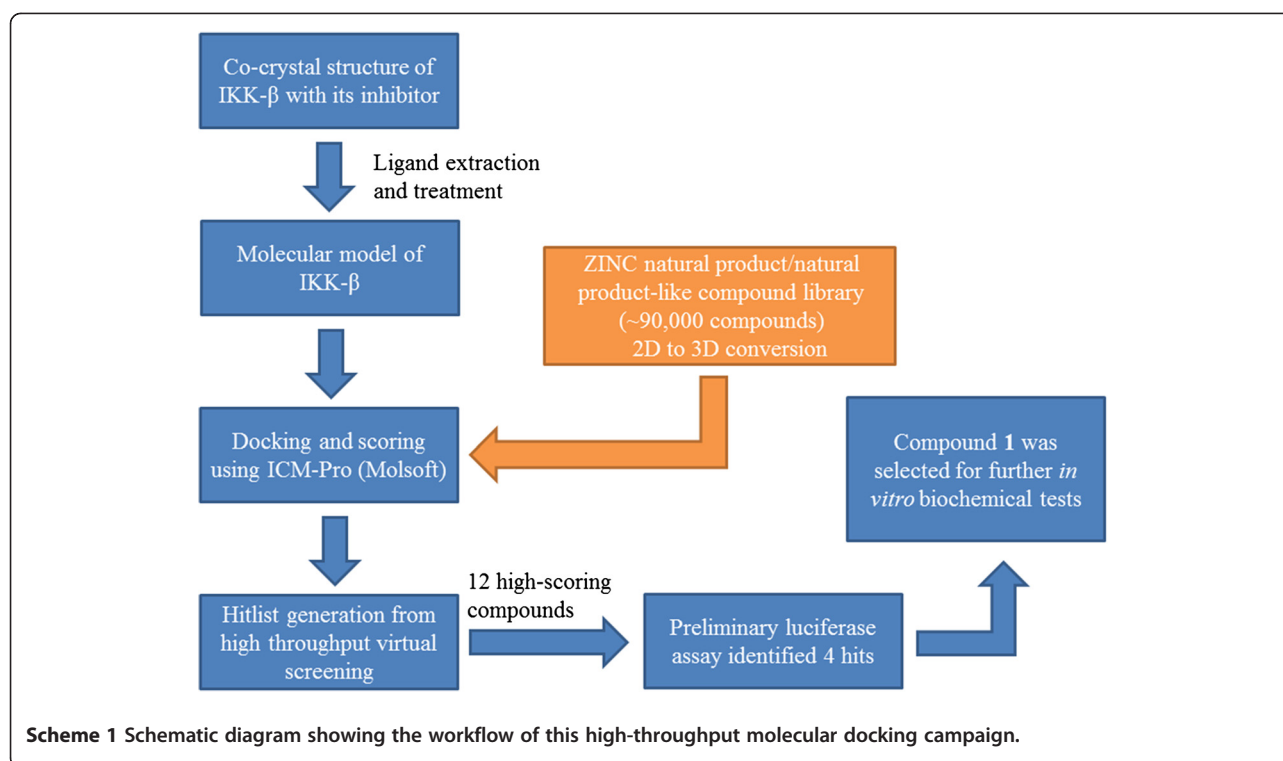 Co-crystal structure of
IKK-β with its inhibitor
Ligand extraction
and treatment
Molecular model of
IKK-β
ZINC natural product/natural
product-like compound library
(~90,000 compounds)
2D to 3D conversion
Docking and scoring
using ICM-Pro (Molsoft)
Compound 1 was
selected for further in
vitro biochemical tests
12 high-scoring
compounds
Hitlist generation from
high throughput virtual
screening
Preliminary luciferase
assay identified 4 hits
Scheme 1 Schematic diagram showing the workflow of this high-throughput molecular docking campaign.